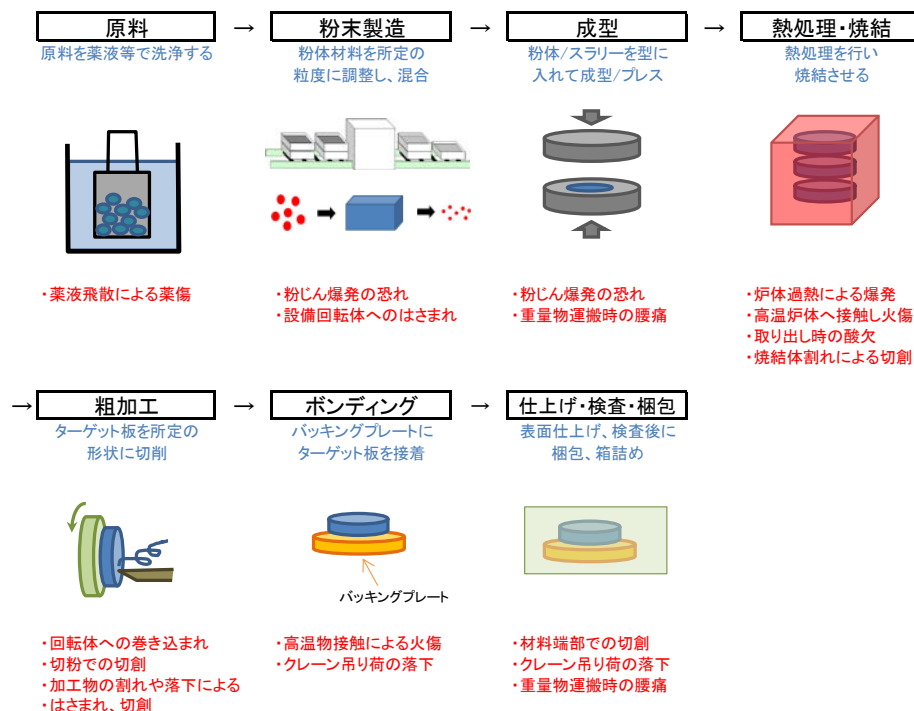 原料 → 粉末製造 → 成型 → 熱処理・焼結
原料を薬液等で洗浄する
粉体材料を所定の
粒度に調整し、混合
粉体/スラリーを型に
入れて成型/プレス
熱処理を行い
焼結させる
・薬液飛散による薬傷
・粉じん爆発の恐れ
・設備回転体へのはさまれ
・粉じん爆発の恐れ
・重量物運搬時の腰痛
・炉体過熱による爆発
・高温炉体へ接触し火傷
・取り出し時の酸欠
・焼結体割れによる切創
→ 粗加工 → ボンディング → 仕上げ・検査・梱包
ターゲット板を所定の
形状に切削
バッキングプレートに
ターゲット板を接着
表面仕上げ、検査後に
梱包、箱詰め
バッキングプレート
・回転体への巻き込まれ
・切粉での切創
・加工物の割れや落下による
・はさまれ、切創
・高温物接触による火傷
・クレーン吊り荷の落下
・材料端部での切創
・クレーン吊り荷の落下
・重量物運搬時の腰痛